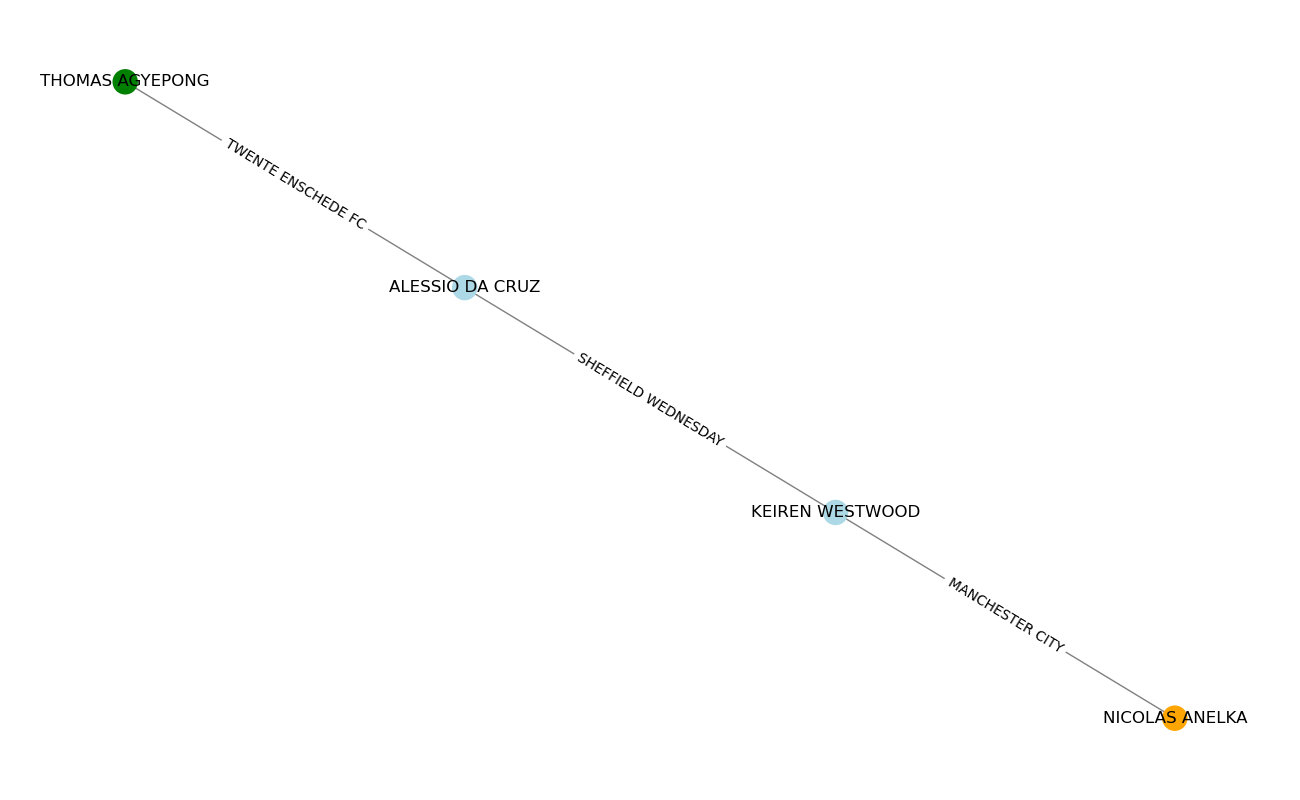 THOMAS AGYEPONG
TWENTE ENSCHEDE FC
ALESSIO DA CRUZ
SHEFFIELD WEDNESDAY
KEIREN WESTWOOD
MANCHESTER CITY
NICOLAS ANELKA